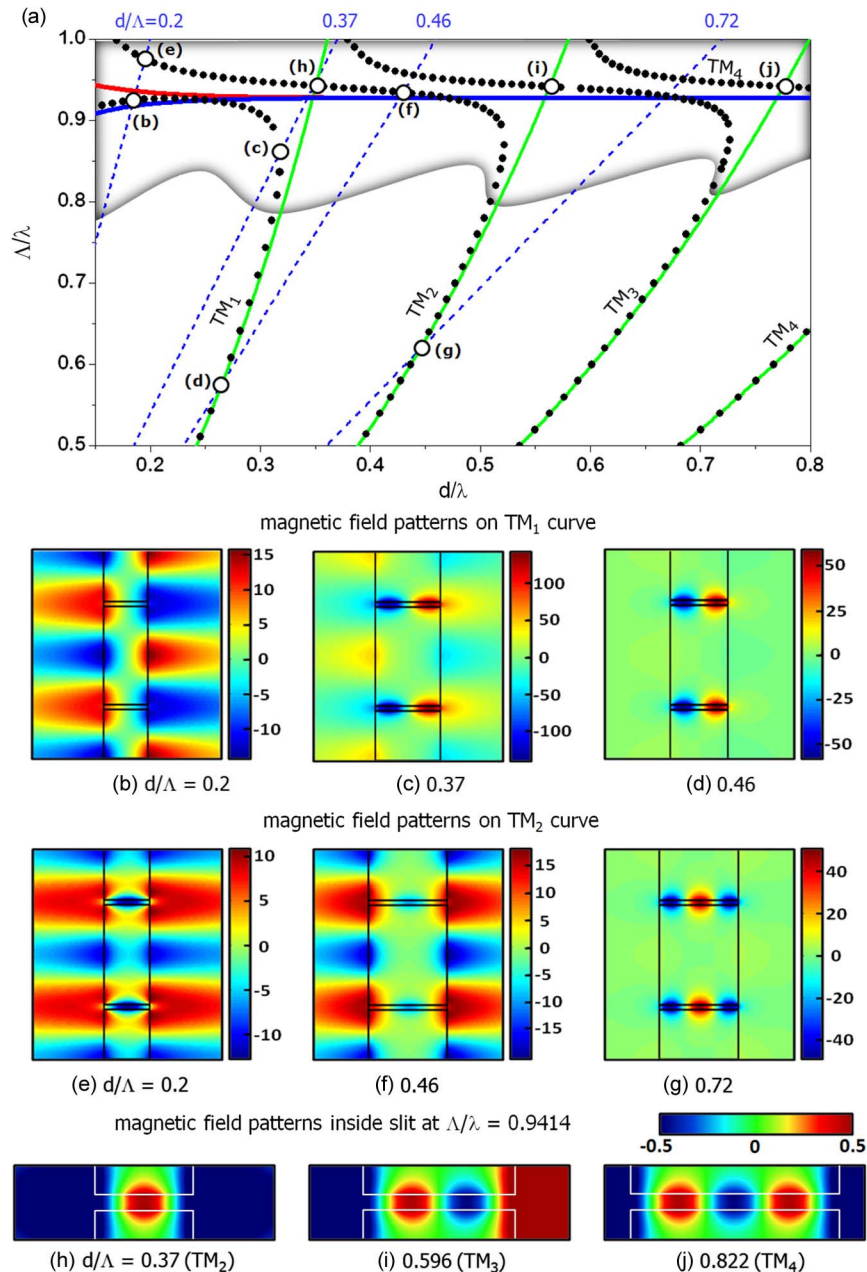 (a)
d/Λ=0.2 0.37 0.46 0.72
1.0
0.9
0.8
0.7
0.6
0.5
Λ/λ
(e)
(b)
(h)
(c)
(f)
(i)
TM4
(j)
TM1
TM2
TM3
TM4
(d)
(g)
0.2 0.3 0.4 0.5 0.6 0.7 0.8
d/λ
magnetic field patterns on TM1 curve
15
10
5
0
-5
-10
100
50
0
-50
-100
50
25
0
-25
-50
(b) d/Λ = 0.2
(c) 0.37
(d) 0.46
magnetic field patterns on TM2 curve
10
5
0
-5
-10
15
10
5
0
-5
-10
-15
40
20
0
-20
-40
(e) d/Λ = 0.2
(f) 0.46
(g) 0.72
magnetic field patterns inside slit at Λ/λ = 0.9414
-0.5 0 0.5
(h) d/Λ = 0.37 (TM2)
(i) 0.596 (TM3)
(j) 0.822 (TM4)